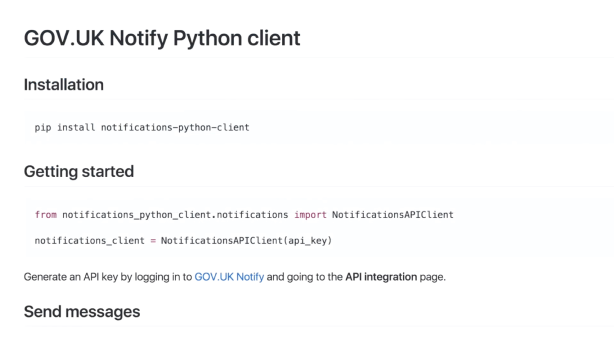 GOV.UK Notify Python client
Installation
pip install notifications-python-client
Getting started
from notifications_python_client.notifications import NotificationsAPIClient
notifications_client = NotificationsAPIClient(api_key)
Generate an API key by logging in to GOV.UK Notify and going to the API integration page.
Send messages